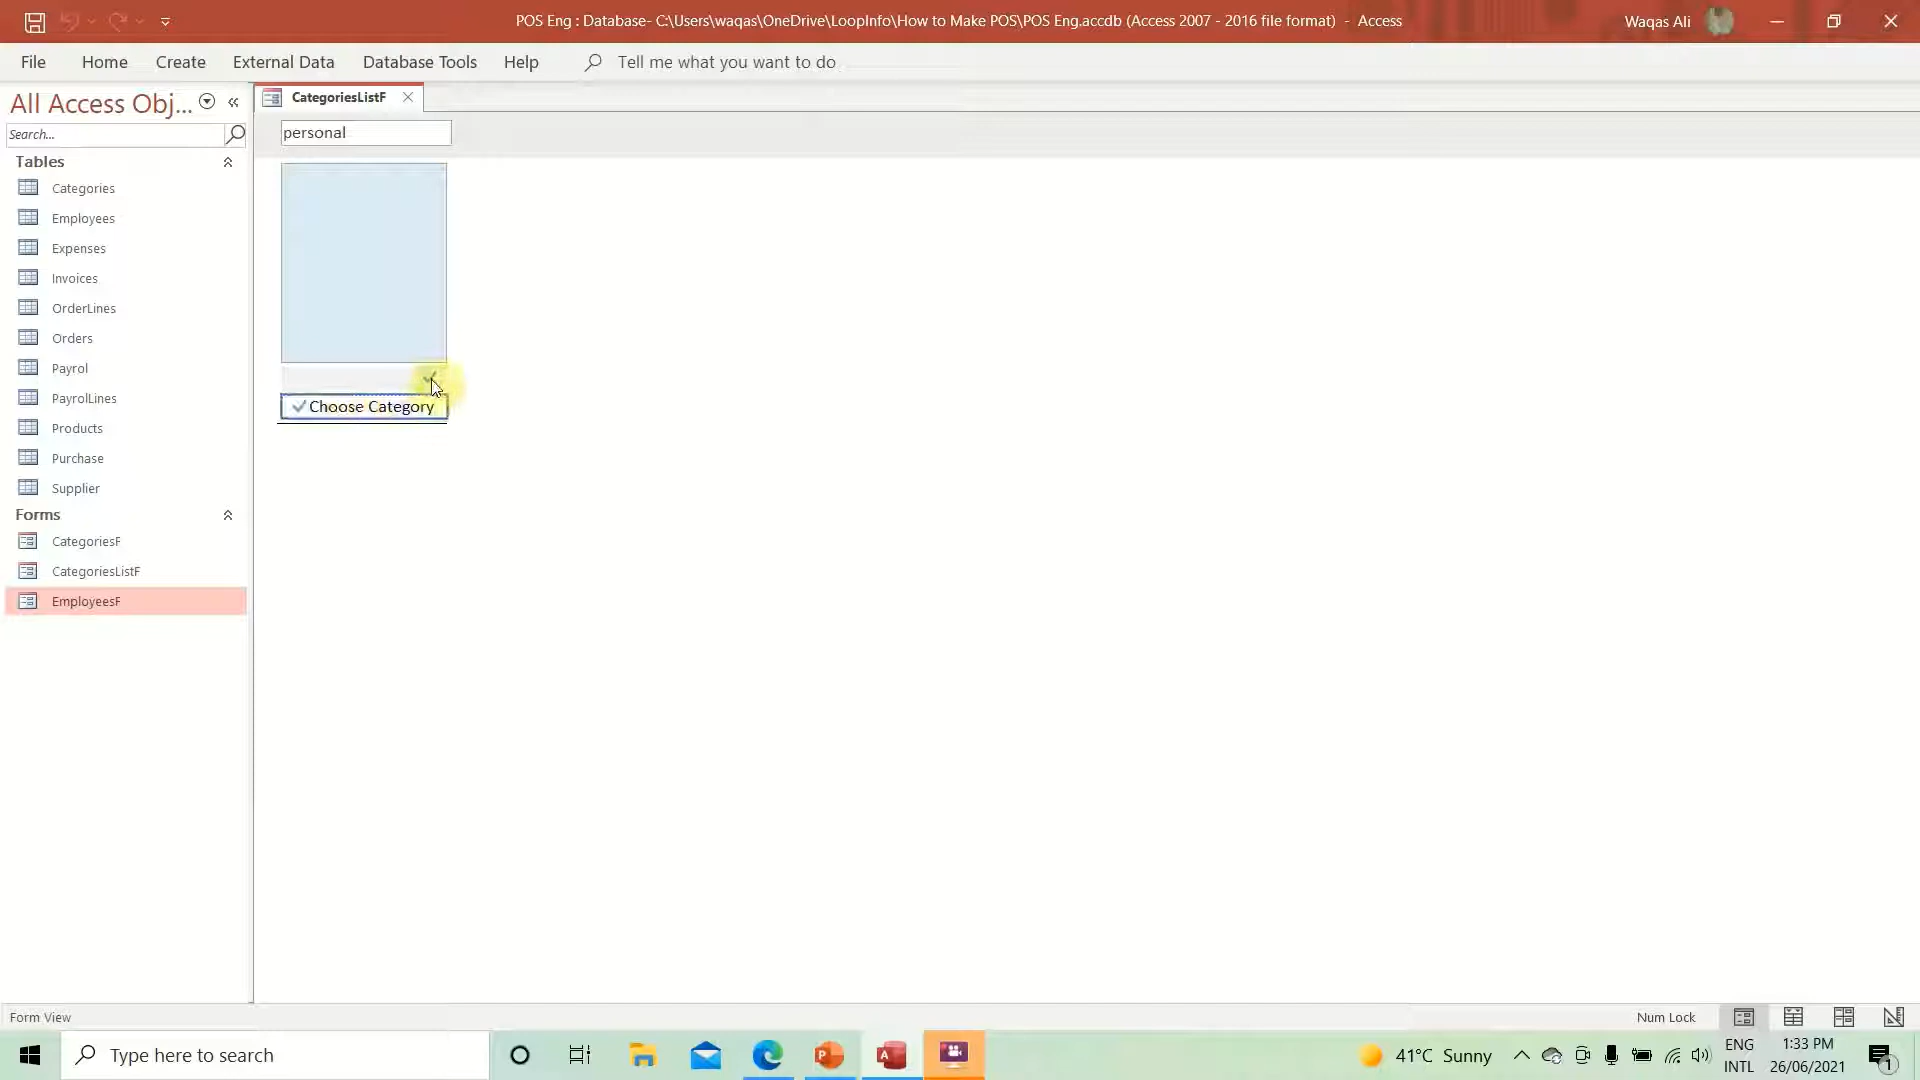 POS Eng : Database- C:\Users\waqas\OneDrive\LoopInfo\How to Make POS\POS Eng.accdb (Access 2007 - 2016 file format) - Access
Waqas Ali
File Home Create External Data Database Tools Help Tell me what you want to do
All Access Obj...
Search...
Tables
Categories
Employees
Expenses
Invoices
OrderLines
Orders
Payrol
PayrolLines
Products
Purchase
Supplier
Forms
CategoriesF
CategoriesListF
EmployeesF
CategoriesListF
personal
Choose Category
Form View
Num Lock
Type here to search
41°C Sunny
ENG
INTL
1:33 PM
26/06/2021
1